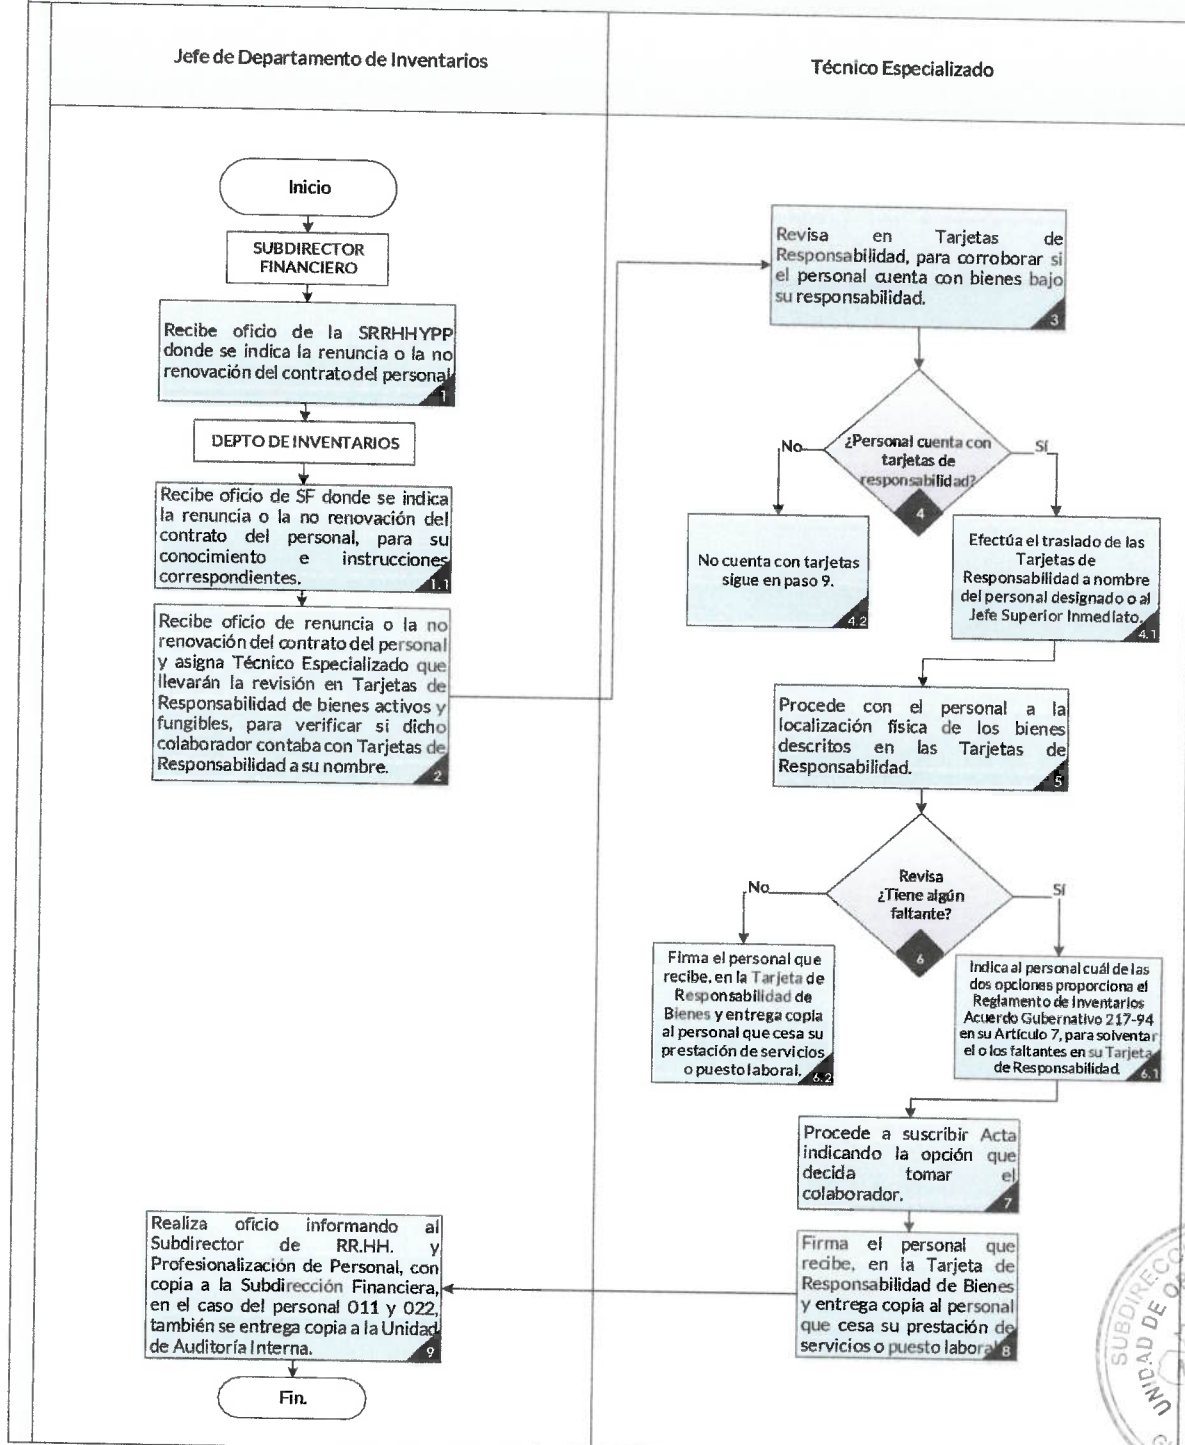 Jefe de Departamento de Inventarios
Técnico Especializado
Inicio
SUBDIRECTOR
FINANCIERO
Recibe oficio de la SRRHHYPP
donde se indica la renuncia o la no
renovación del contrato del personal
1
DEPTO DE INVENTARIOS
Recibe oficio de SF donde se indica
la renuncia o la no renovación del
contrato del personal, para su
conocimiento e instrucciones
correspondientes.
1.1
Recibe oficio de renuncia o la no
renovación del contrato del personal
y asigna Técnico Especializado que
llevarán la revisión en Tarjetas de
Responsabilidad de bienes activos y
fungibles, para verificar si dicho
colaborador contaba con Tarjetas de
Responsabilidad a su nombre.
2
Revisa en Tarjetas de
Responsabilidad, para corroborar si
el personal cuenta con bienes bajo
su responsabilidad.
3
¿Personal cuenta con
tarjetas de
responsabilidad?
4
No
Sí
No cuenta con tarjetas
sigue en paso 9.
4.2
Efectúa el traslado de las
Tarjetas de
Responsabilidad a nombre
del personal designado o al
Jefe Superior Inmediato.
4.1
Procede con el personal a la
localización física de los bienes
descritos en las Tarjetas de
Responsabilidad.
5
Revisa
¿Tiene algún
faltante?
6
No
Sí
Firma el personal que
recibe, en la Tarjeta de
Responsabilidad de
Bienes y entrega copia
al personal que cesa su
prestación de servicios
o puesto laboral.
6.2
Indica al personal cuál de las
dos opciones proporciona el
Reglamento de Inventarios
Acuerdo Gubernativo 217-94
en su Artículo 7, para solventar
el o los faltantes en su Tarjeta
de Responsabilidad.
6.1
Procede a suscribir Acta
indicando la opción que
decida tomar el
colaborador.
7
Firma el personal que
recibe, en la Tarjeta de
Responsabilidad de Bienes
y entrega copia al personal
que cesa su prestación de
servicios o puesto laboral
8
Realiza oficio informando al
Subdirector de RR.HH. y
Profesionalización de Personal, con
copia a la Subdirección Financiera,
en el caso del personal 011 y 022,
también se entrega copia a la Unidad
de Auditoría Interna.
9
Fin.
UNIDAD DE